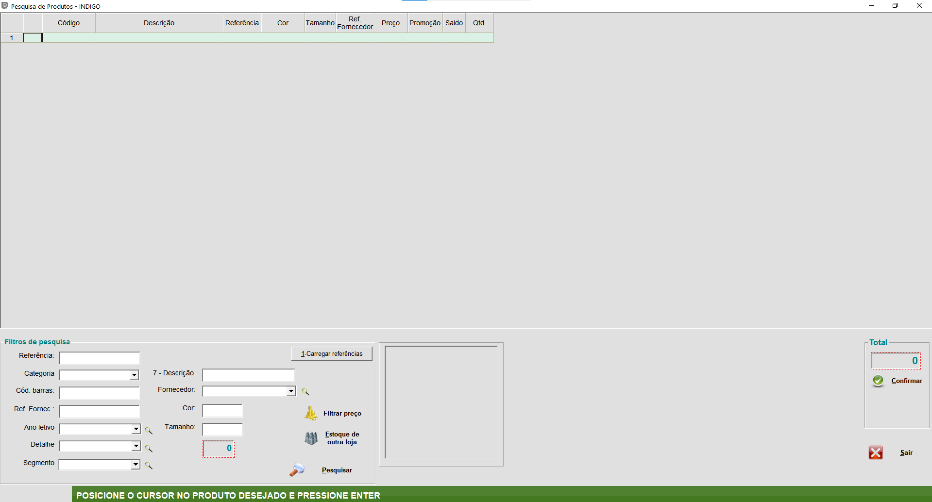 Pesquisa de Produtos - INDIGO
Código Descrição Referência Cor Tamanho Ref Fornecedor Preço Promoção Saldo Qtd
1
Filtros de pesquisa
Referência:
1-Carregar referências
Categoria
7 - Descrição
Cód. barras:
Fornecedor:
Ref. Fornec.:
Cor:
Filtrar preço
Ano letivo
Tamanho:
Estoque de
outra loja
Detalhe
0
Segmento
Pesquisar
Total
0
Confirmar
Sair
POSICIONE O CURSOR NO PRODUTO DESEJADO E PRESSIONE ENTER